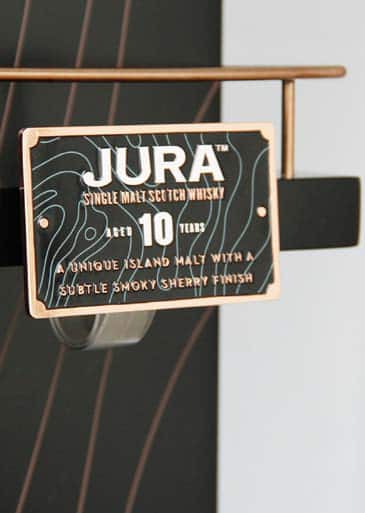 JURA™
SINGLE MALT SCOTCH WHISKY
AGED 10 YEARS
A UNIQUE ISLAND MALT WITH A
SUBTLE SMOKY SHERRY FINISH